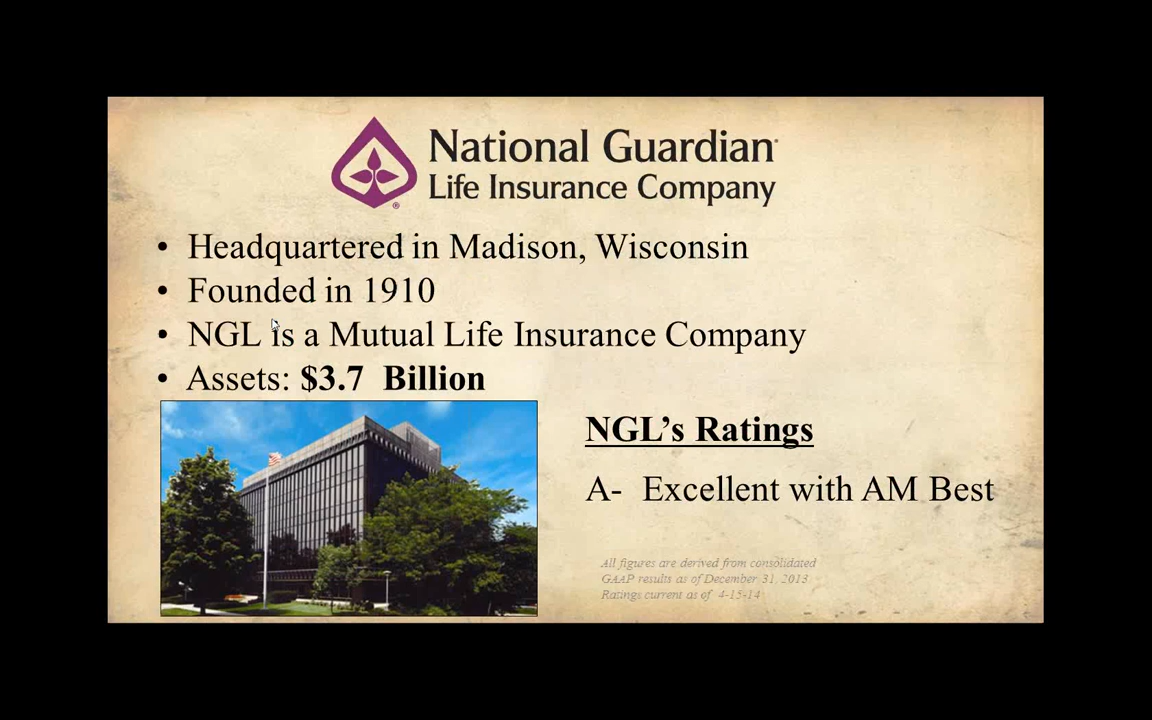 National Guardian®
Life Insurance Company
®
• Headquartered in Madison, Wisconsin
• Founded in 1910
• NGL is a Mutual Life Insurance Company
• Assets: $3.7 Billion
NGL’s Ratings
A- Excellent with AM Best
All figures are derived from consolidated
GAAP results as of December 31, 2013
Ratings current as of 4-15-14